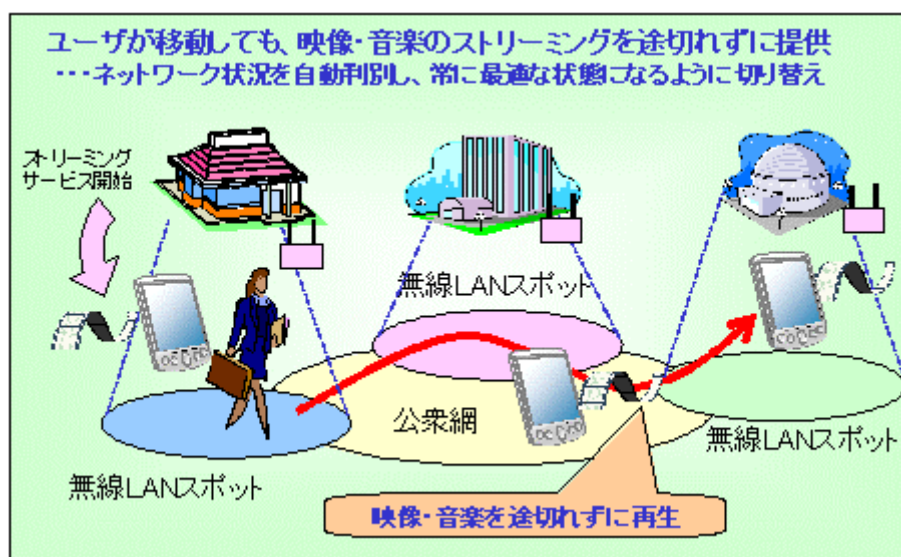 ユーザが移動しても、映像・音楽のストリーミングを途切れずに提供
・・・ネットワーク状況を自動判別し、常に最適な状態になるように切り替え
ストリーミング
サービス開始
無線LANスポット
公衆網
無線LANスポット
無線LANスポット
映像・音楽を途切れずに再生